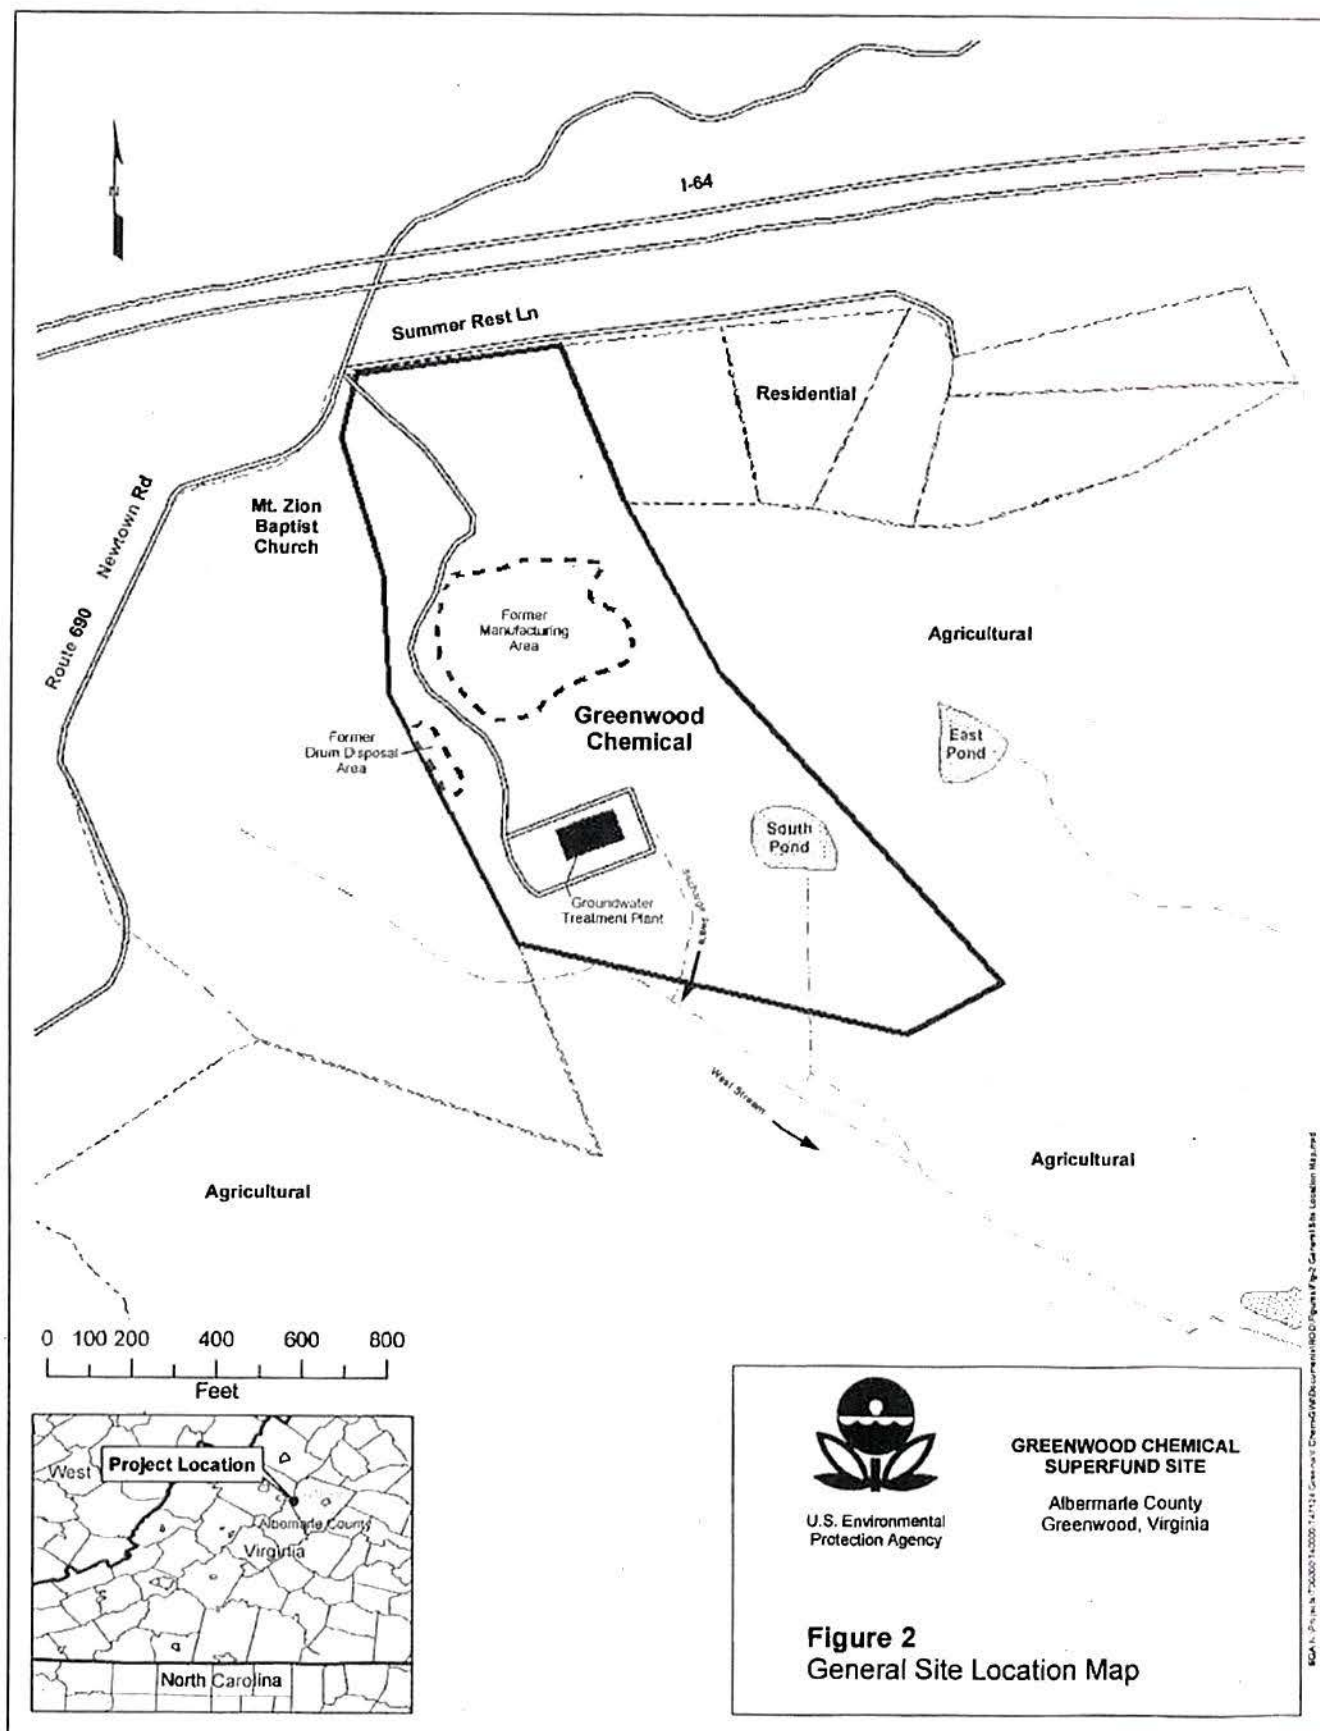 I-64
N
Summer Rest Ln
Residential
Mt. Zion
Baptist
Church
Route 690 Newtown Rd
Former
Manufacturing
Area
Agricultural
Greenwood
Chemical
Former
Drum Disposal
Area
East
Pond
South
Pond
Groundwater
Treatment Plant
West Stream
Agricultural
Agricultural
0 100 200 400 600 800
Feet
West
Project Location
Albemarle County
Virginia
North Carolina
U.S. Environmental
Protection Agency
GREENWOOD CHEMICAL
SUPERFUND SITE
Albermarle County
Greenwood, Virginia
Figure 2
General Site Location Map